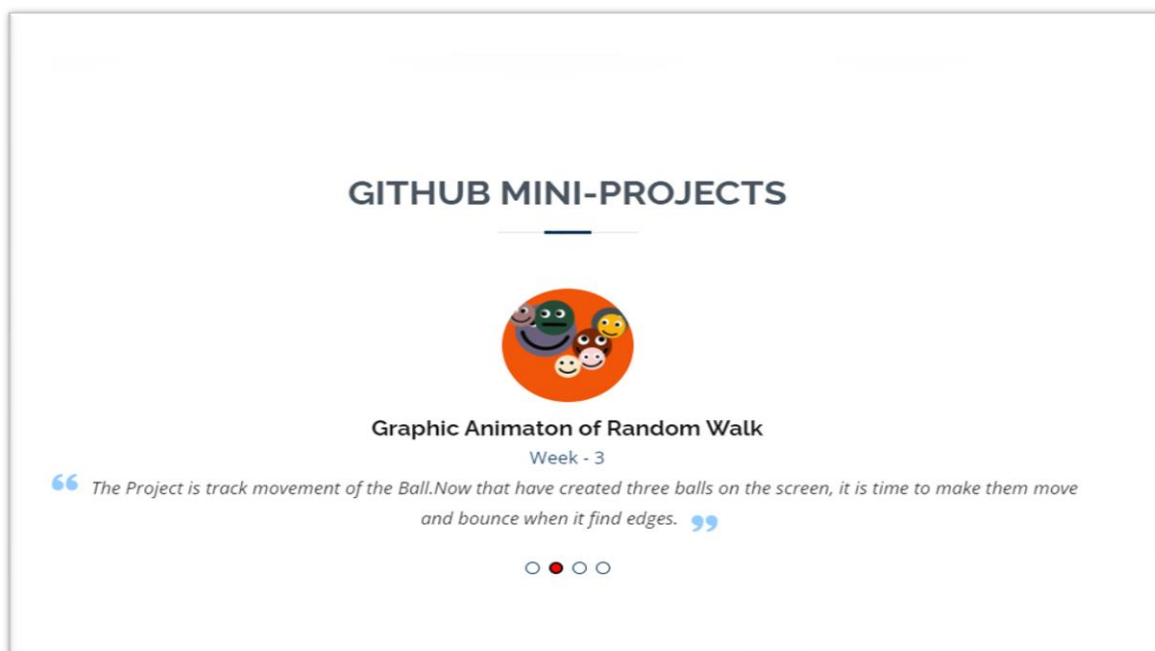 GITHUB MINI-PROJECTS
Graphic Animaton of Random Walk
Week - 3
“ The Project is track movement of the Ball.Now that have created three balls on the screen, it is time to make them move
and bounce when it find edges. ”